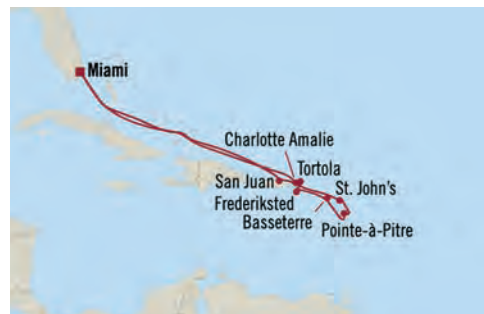 Miami
Charlotte Amalie
Tortola
San Juan
St. John's
Frederiksted
Basseterre
Pointe-à-Pitre